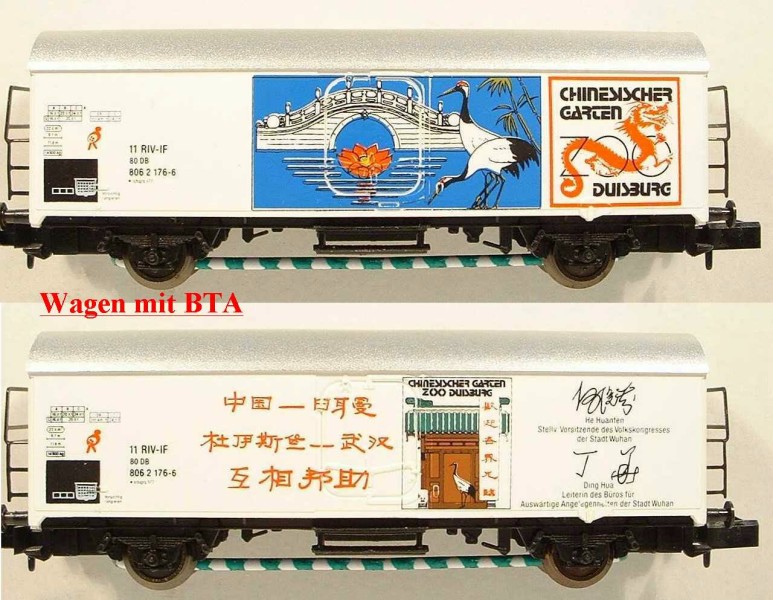 CHINESISCHER
GARTEN
ZOO
DUISBURG
11 RIV-IF
80 DB
806 2 176-6
Wagen mit BTA
中国—日耳曼
杜伊斯堡——武汉
互相邦助
CHINESISCHER GARTEN
ZOO DUISBURG
He Huanfen
Stellv. Vorsitzende des Volkskongresses
der Stadt Wuhan
Ding Hua
Leiterin des Büros für
Auswärtige Angelegenheiten der Stadt Wuhan
11 RIV-IF
80 DB
806 2 176-6